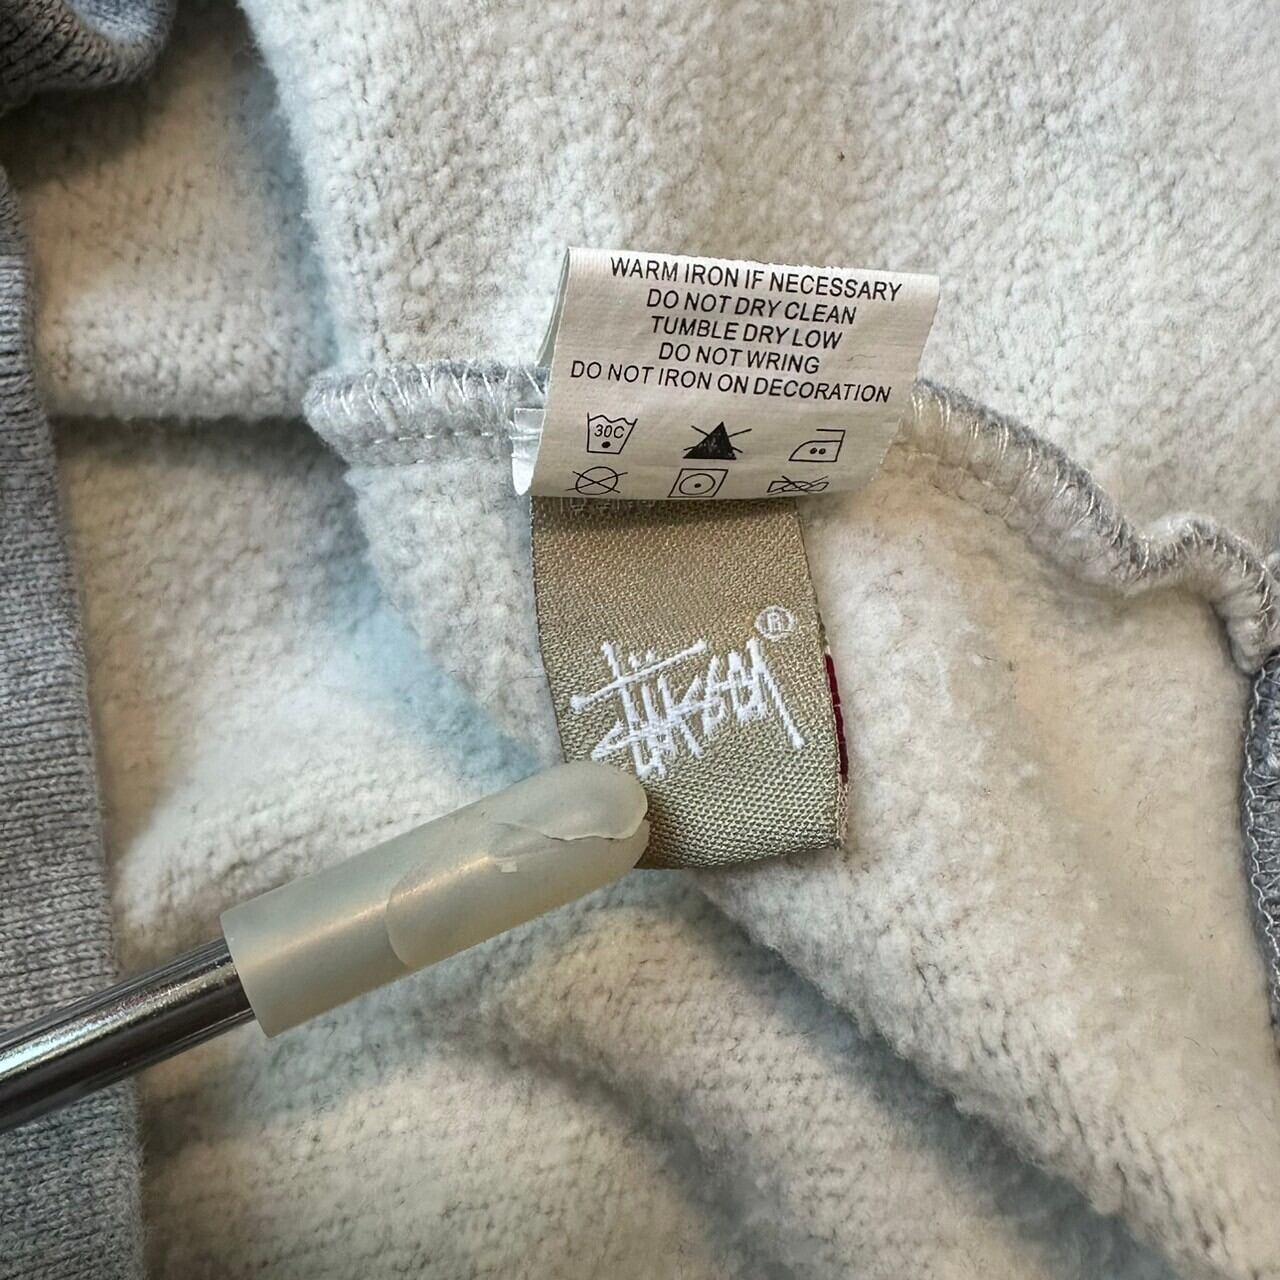 WARM IRON IF NECESSARY
DO NOT DRY CLEAN
TUMBLE DRY LOW
DO NOT WRING
DO NOT IRON ON DECORATION
30C
Stüssy ®